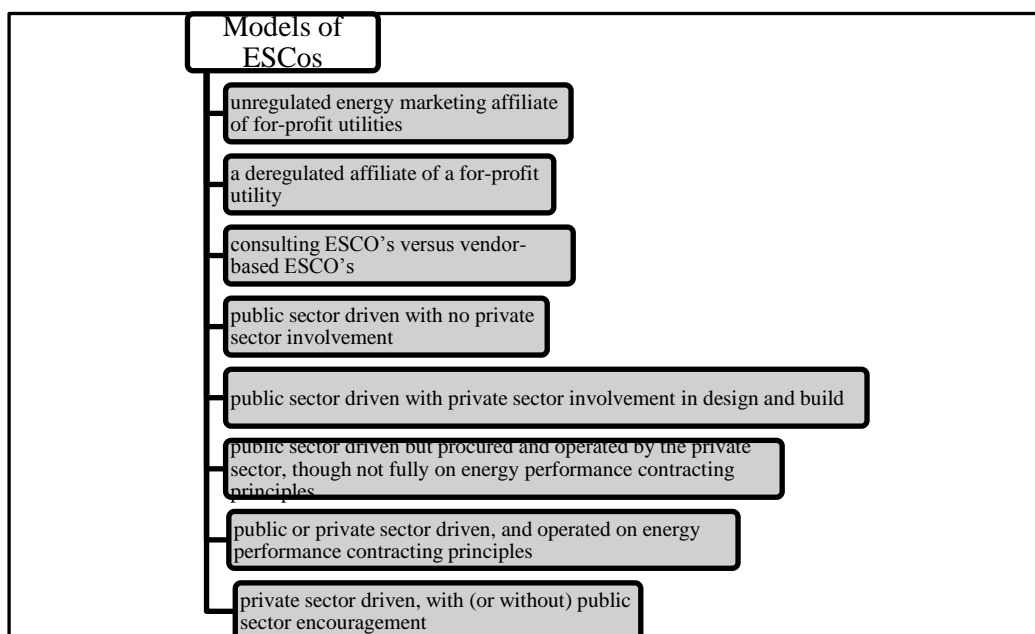 Models of
ESCos
unregulated energy marketing affiliate
of for-profit utilities
a deregulated affiliate of a for-profit
utility
consulting ESCO’s versus vendor-
based ESCO’s
public sector driven with no private
sector involvement
public sector driven with private sector involvement in design and build
public sector driven but procured and operated by the private
sector, though not fully on energy performance contracting
principles
public or private sector driven, and operated on energy
performance contracting principles
private sector driven, with (or without) public
sector encouragement